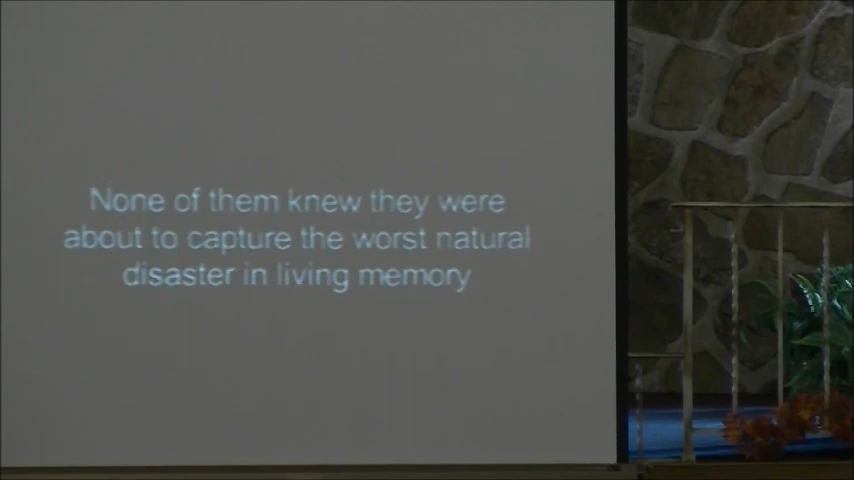 None of them knew they were
about to capture the worst natural
disaster in living memory